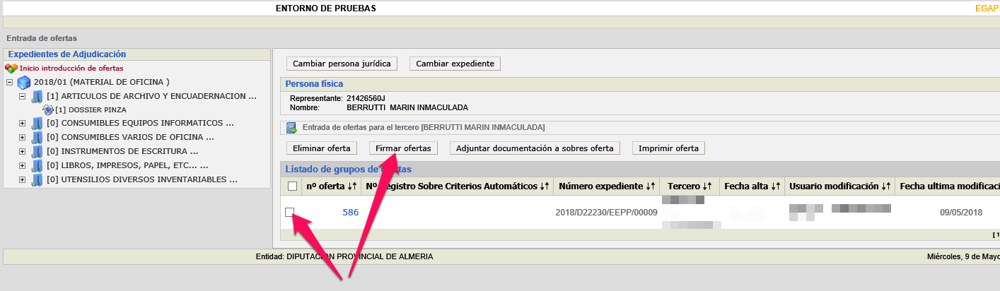 ENTORNO DE PRUEBAS
EGAP
Entrada de ofertas
Expedientes de Adjudicación
Inicio introducción de ofertas
2018/01 (MATERIAL DE OFICINA )
[1] ARTICULOS DE ARCHIVO Y ENCUADERNACION ...
[1] DOSSIER PINZA
[0] CONSUMIBLES EQUIPOS INFORMATICOS ...
[0] CONSUMIBLES VARIOS DE OFICINA ...
[0] INSTRUMENTOS DE ESCRITURA ...
[0] LIBROS, IMPRESOS, PAPEL, ETC... ...
[0] UTENSILIOS DIVERSOS INVENTARIABLES ...
Cambiar persona jurídica Cambiar expediente
Persona física
Representante: 21426560J
Nombre: BERRUTTI MARIN INMACULADA
Entrada de ofertas para el tercero [BERRUTTI MARIN INMACULADA]
Eliminar oferta Firmar ofertas Adjuntar documentación a sobres oferta Imprimir oferta
Listado de grupos de ofertas
nº oferta Nº Registro Sobre Criterios Automáticos Número expediente Tercero Fecha alta Usuario modificación Fecha ultima modificaci
586 2018/D22230/EEPP/00009 09/05/2018
[ 1
Entidad: DIPUTACION PROVINCIAL DE ALMERIA Miércoles, 9 de Mayo